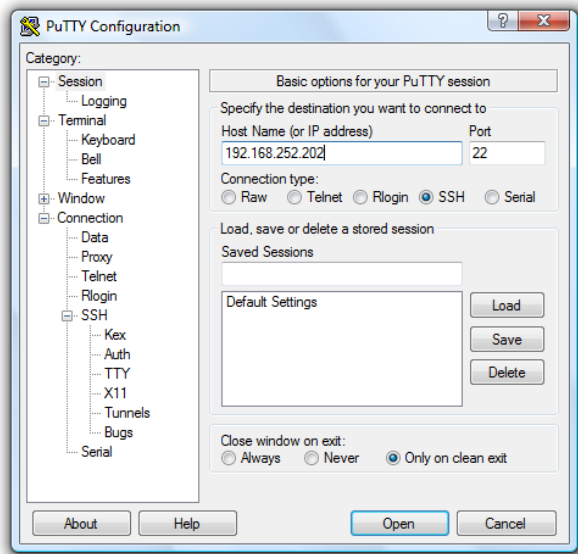 PuTTY Configuration
?
Category:
Session
Logging
Terminal
Keyboard
Bell
Features
Window
Connection
Data
Proxy
Telnet
Rlogin
SSH
Kex
Auth
TTY
X11
Tunnels
Bugs
Serial
Basic options for your PuTTY session
Specify the destination you want to connect to
Host Name (or IP address) Port
192.168.252.202 22
Connection type:
Raw Telnet Rlogin SSH Serial
Load, save or delete a stored session
Saved Sessions
Default Settings
Load
Save
Delete
Close window on exit:
Always Never Only on clean exit
About Help Open Cancel